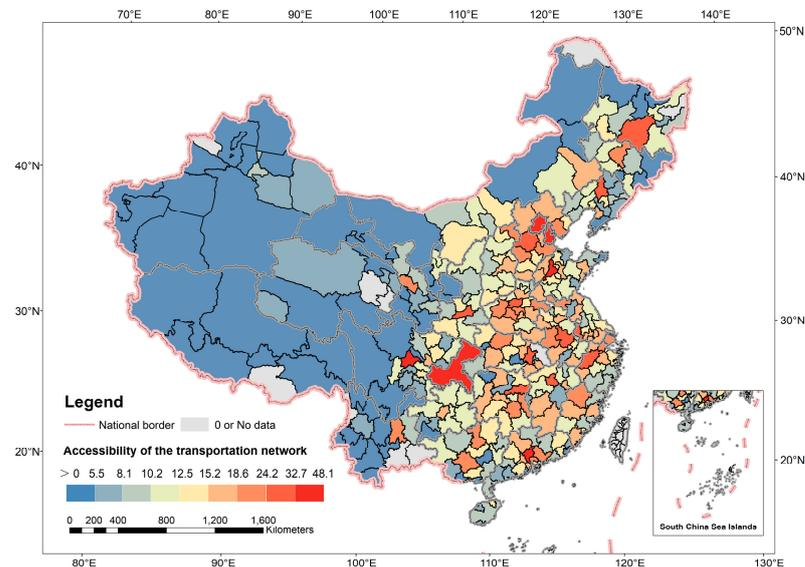 70°E 80°E 90°E 100°E 110°E 120°E 130°E 140°E
50°N
40°N
40°N
30°N
30°N
20°N
20°N
Legend
National border
0 or No data
Accessibility of the transportation network
> 0 5.5 8.1 10.2 12.5 15.2 18.6 24.2 32.7 48.1
0 200 400 800 1,200 1,600
Kilometers
South China Sea Islands
80°E 90°E 100°E 110°E 120°E 130°E